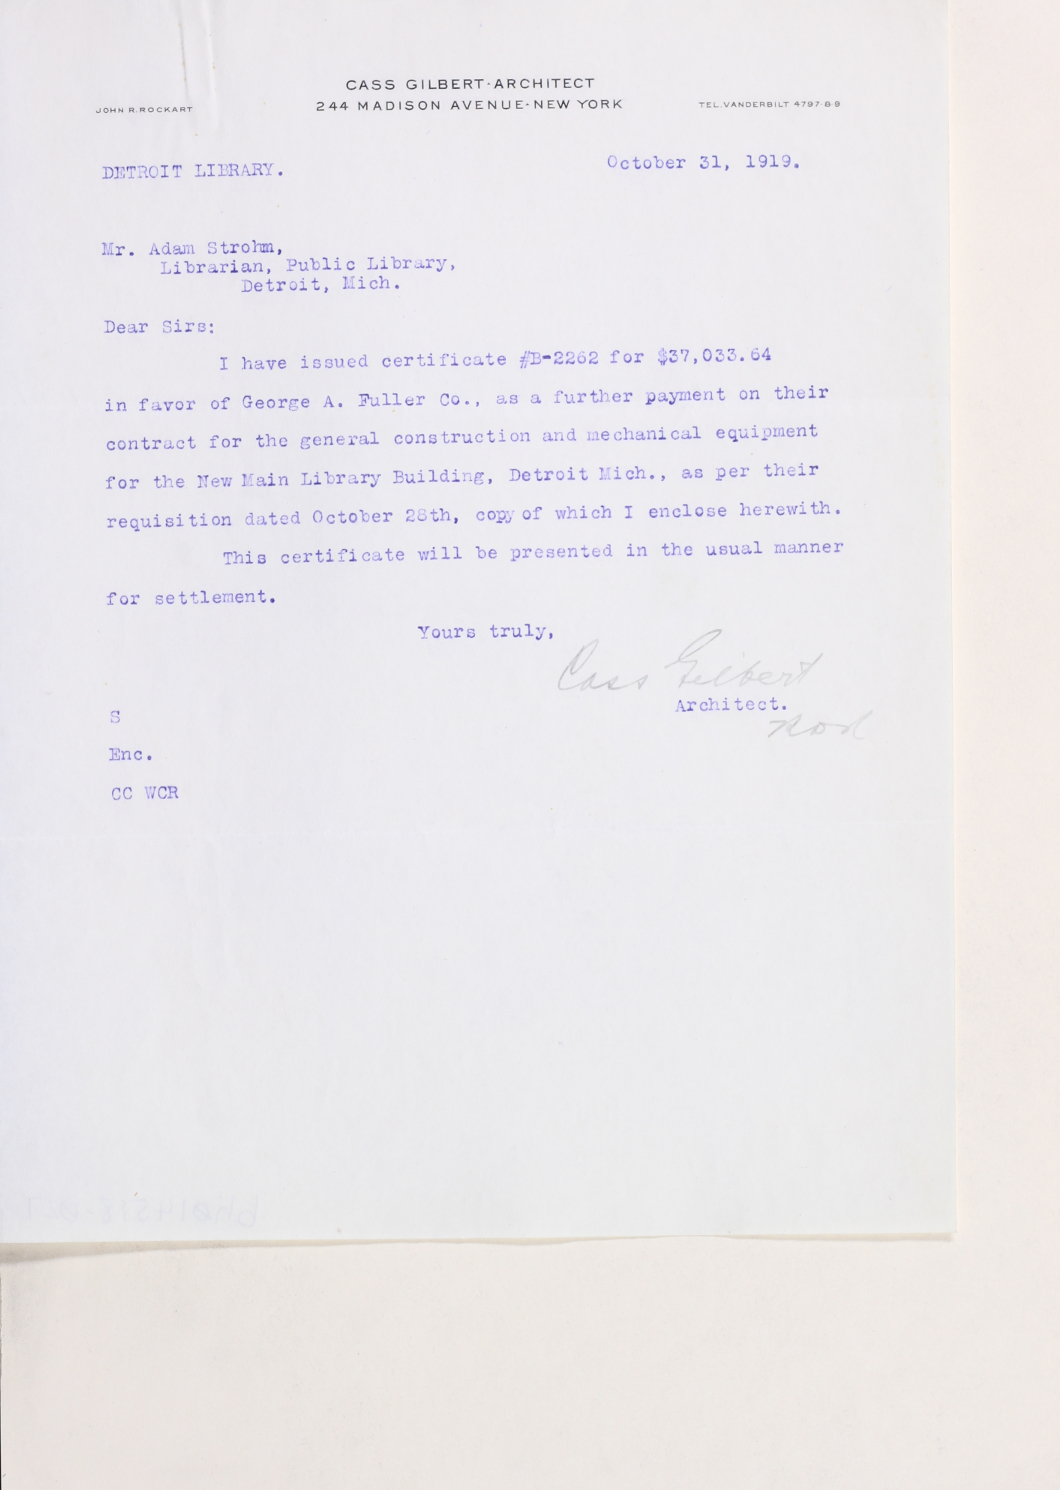 CASS GILBERT·ARCHITECT
244 MADISON AVENUE·NEW YORK
JOHN R. ROCKART
TEL. VANDERBILT 4797-8-9
DETROIT LIBRARY.
October 31, 1919.
Mr. Adam Strohm,
Librarian, Public Library,
Detroit, Mich.
Dear Sirs:
I have issued certificate #B-2262 for $37,033.64
in favor of George A. Fuller Co., as a further payment on their
contract for the general construction and mechanical equipment
for the New Main Library Building, Detroit Mich., as per their
requisition dated October 28th, copy of which I enclose herewith.
This certificate will be presented in the usual manner
for settlement.
Yours truly,
Cass Gilbert
Architect.
S
Enc.
CC WCR